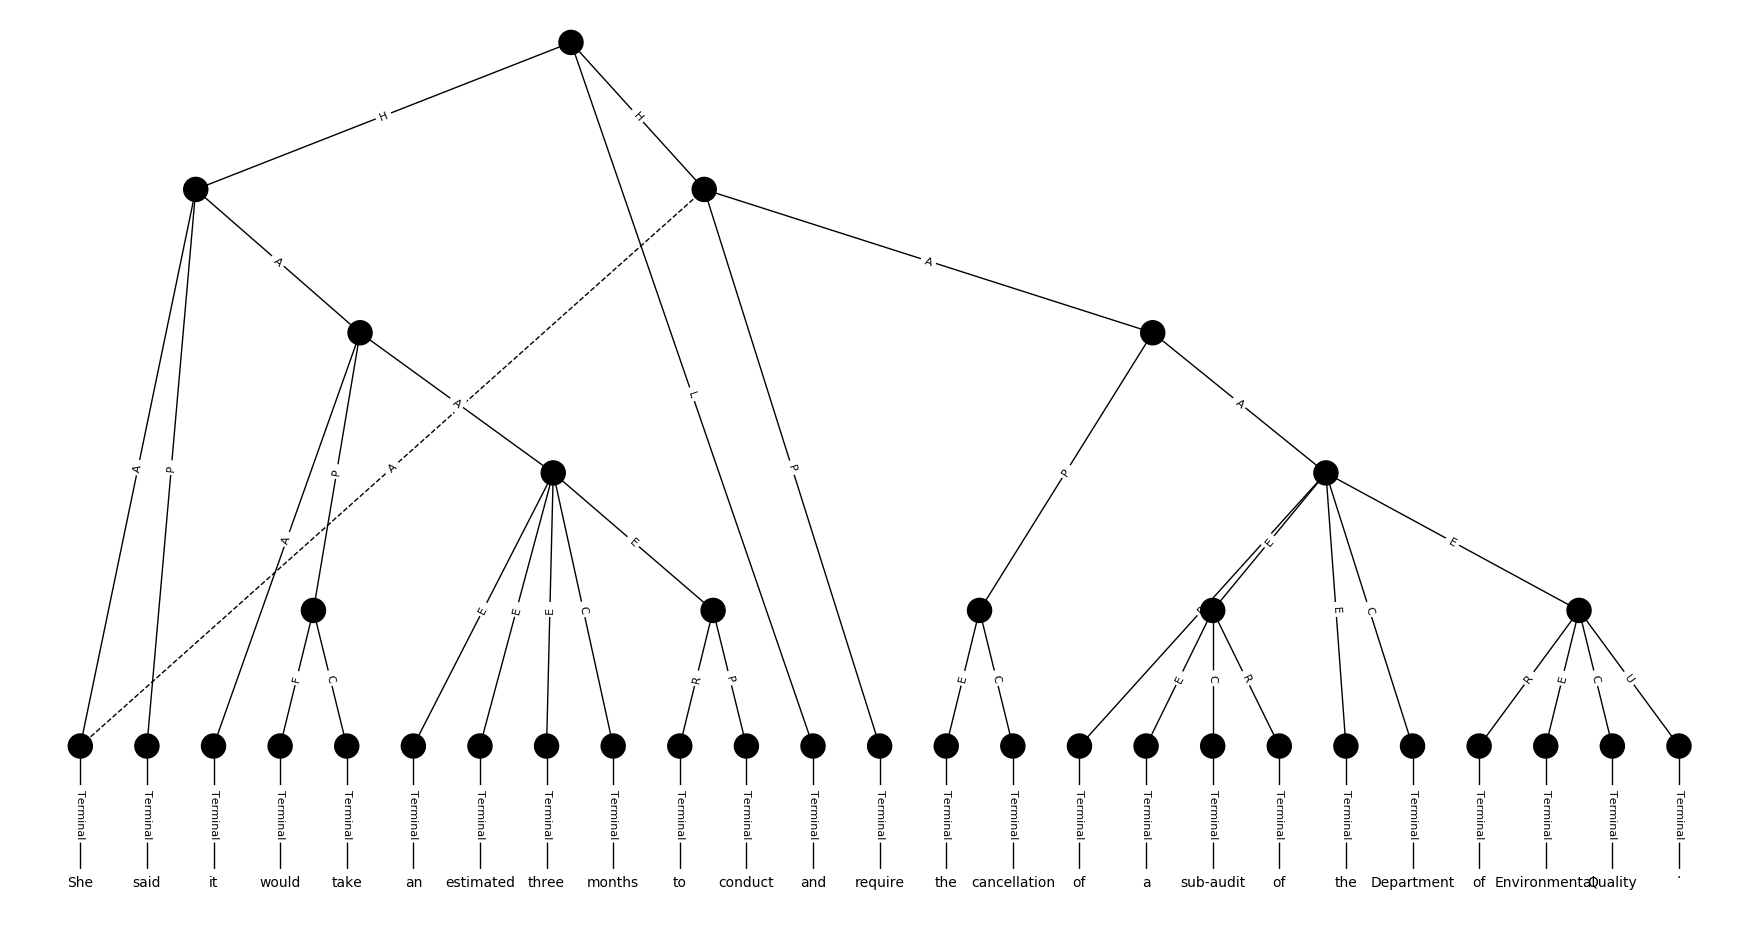 H
H
A
A
A
A
L
A
P
P
A
P
P
A
E
E
E
E
E
E
C
E
E
C
F
C
R
P
E
C
E
C
R
R
E
C
U
Terminal Terminal Terminal Terminal Terminal Terminal Terminal Terminal Terminal Terminal Terminal Terminal Terminal Terminal Terminal Terminal Terminal Terminal Terminal Terminal Terminal Terminal Terminal Terminal Terminal
She said it would take an estimated three months to conduct and require the cancellation of a sub-audit of the Department of Environmental Quality .